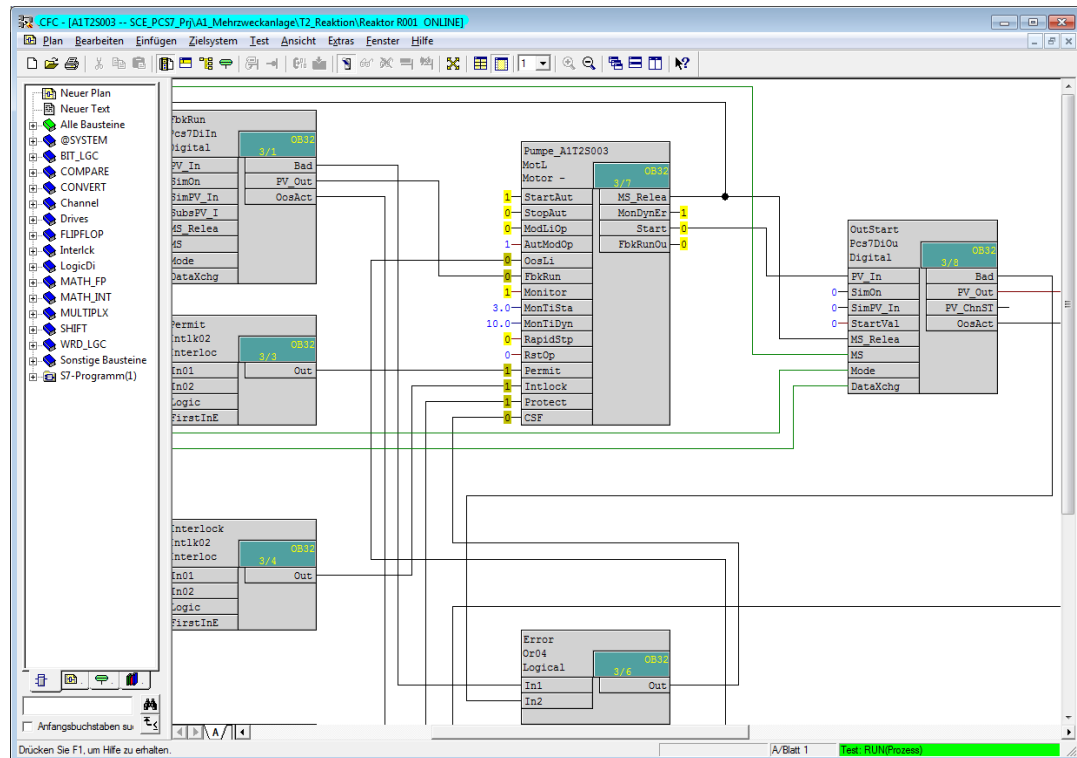 CFC - [A1T2S003 -- SCE_PCS7_Prj\A1_Mehrzweckanlage\T2_Reaktion\Reaktor R001 ONLINE]
Plan Bearbeiten Einfügen Zielsystem Test Ansicht Extras Fenster Hilfe
1
Neuer Plan
Neuer Text
Alle Bausteine
@SYSTEM
BIT_LGC
COMPARE
CONVERT
Channel
Drives
FLIPFLOP
Interlck
LogicDi
MATH_FP
MATH_INT
MULTIPLX
SHIFT
WRD_LGC
Sonstige Bausteine
S7-Programm(1)
Anfangsbuchstaben su
FbkRun
Pcs7DiIn
Digital
OB32
3/1
PV_In Bad
SimOn PV_Out
SimPV_In OosAct
SubsPV_I
MS_Relea
MS
Mode
DataXchg
Permit
Intlk02
Interloc
OB32
3/3
In01 Out
In02
Logic
FirstInE
Interlock
Intlk02
Interloc
OB32
3/4
In01 Out
In02
Logic
FirstInE
Pumpe_A1T2S003
MotL
Motor -
OB32
3/7
1 StartAut MS_Relea
0 StopAut MonDynEr 1
0 ModLiOp Start 0
1 AutModOp FbkRunOu 0
0 OosLi
0 FbkRun
1 Monitor
3.0 MonTiSta
10.0 MonTiDyn
0 RapidStp
0 RstOp
1 Permit
1 Intlock
1 Protect
0 CSF
Error
Or04
Logical
OB32
3/6
In1 Out
In2
OutStart
Pcs7DiOu
Digital
OB32
3/8
PV_In Bad
0 SimOn PV_Out
0 SimPV_In PV_ChnST
0 StartVal OosAct
MS_Relea
MS
Mode
DataXchg
A
Drücken Sie F1, um Hilfe zu erhalten.
A/Blatt 1
Test: RUN(Prozess)